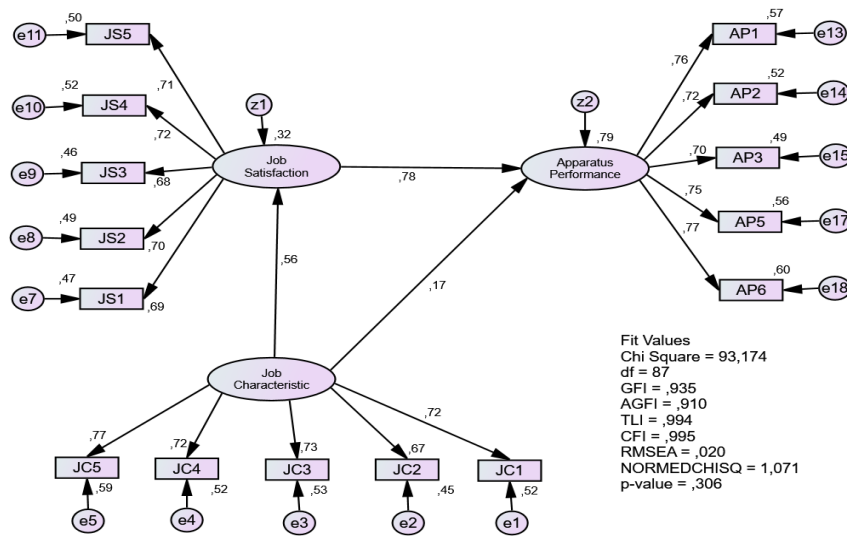 e11
,50
JS5
,71
e10
,52
JS4
,72
e9
,46
JS3
,68
e8
,49
JS2
,70
e7
,47
JS1
,69
z1
,32
Job
Satisfaction
,78
z2
,79
Apparatus
Performance
,76
AP1
,57
e13
,72
AP2
,52
e14
,70
AP3
,49
e15
,75
AP5
,56
e17
,77
AP6
,60
e18
,56
,17
Job
Characteristic
,77
JC5
,59
e5
,72
JC4
,52
e4
,73
JC3
,53
e3
,67
JC2
,45
e2
,72
JC1
,52
e1
Fit Values
Chi Square = 93,174
df = 87
GFI = ,935
AGFI = ,910
TLI = ,994
CFI = ,995
RMSEA = ,020
NORMEDCHISQ = 1,071
p-value = ,306